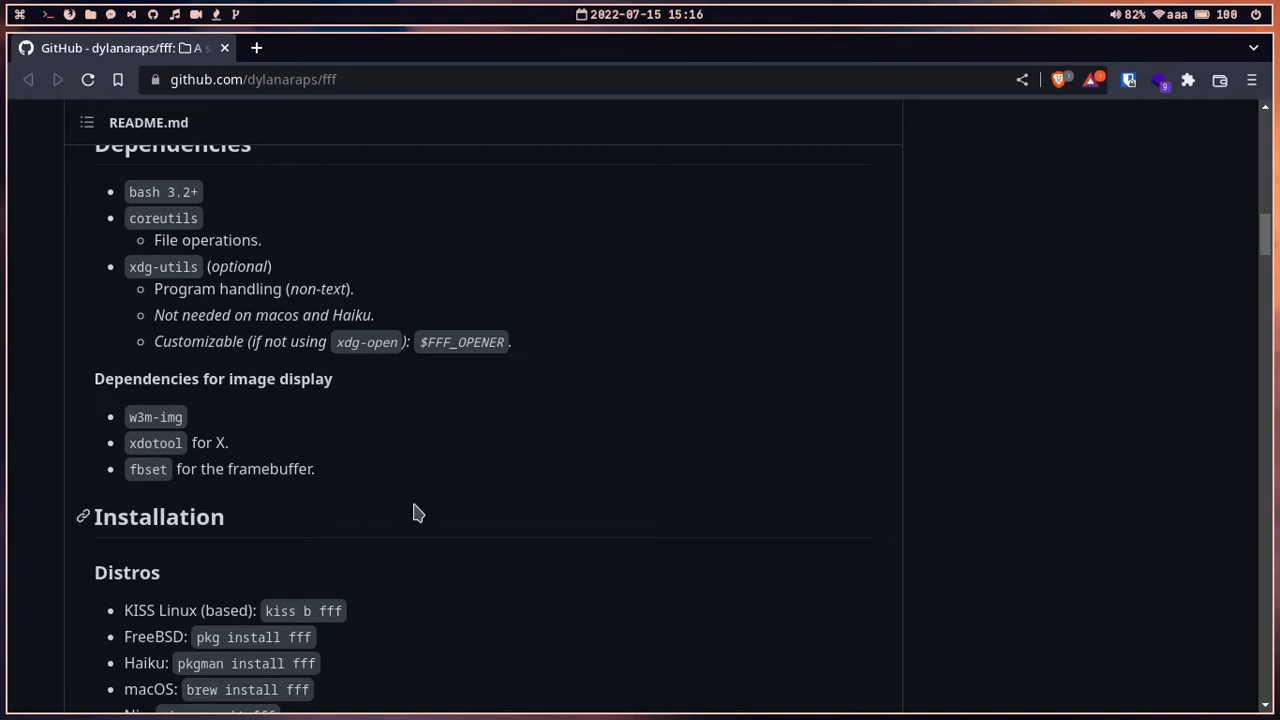 2022-07-15 15:16
82% aaa 100
GitHub - dylanaraps/fff: A s
github.com/dylanaraps/fff
1
1
9
README.md
Dependencies
bash 3.2+
coreutils
File operations.
xdg-utils (optional)
Program handling (non-text).
Not needed on macos and Haiku.
Customizable (if not using xdg-open): $FFF_OPENER.
Dependencies for image display
w3m-img
xdotool for X.
fbset for the framebuffer.
Installation
Distros
KISS Linux (based): kiss b fff
FreeBSD: pkg install fff
Haiku: pkgman install fff
macOS: brew install fff